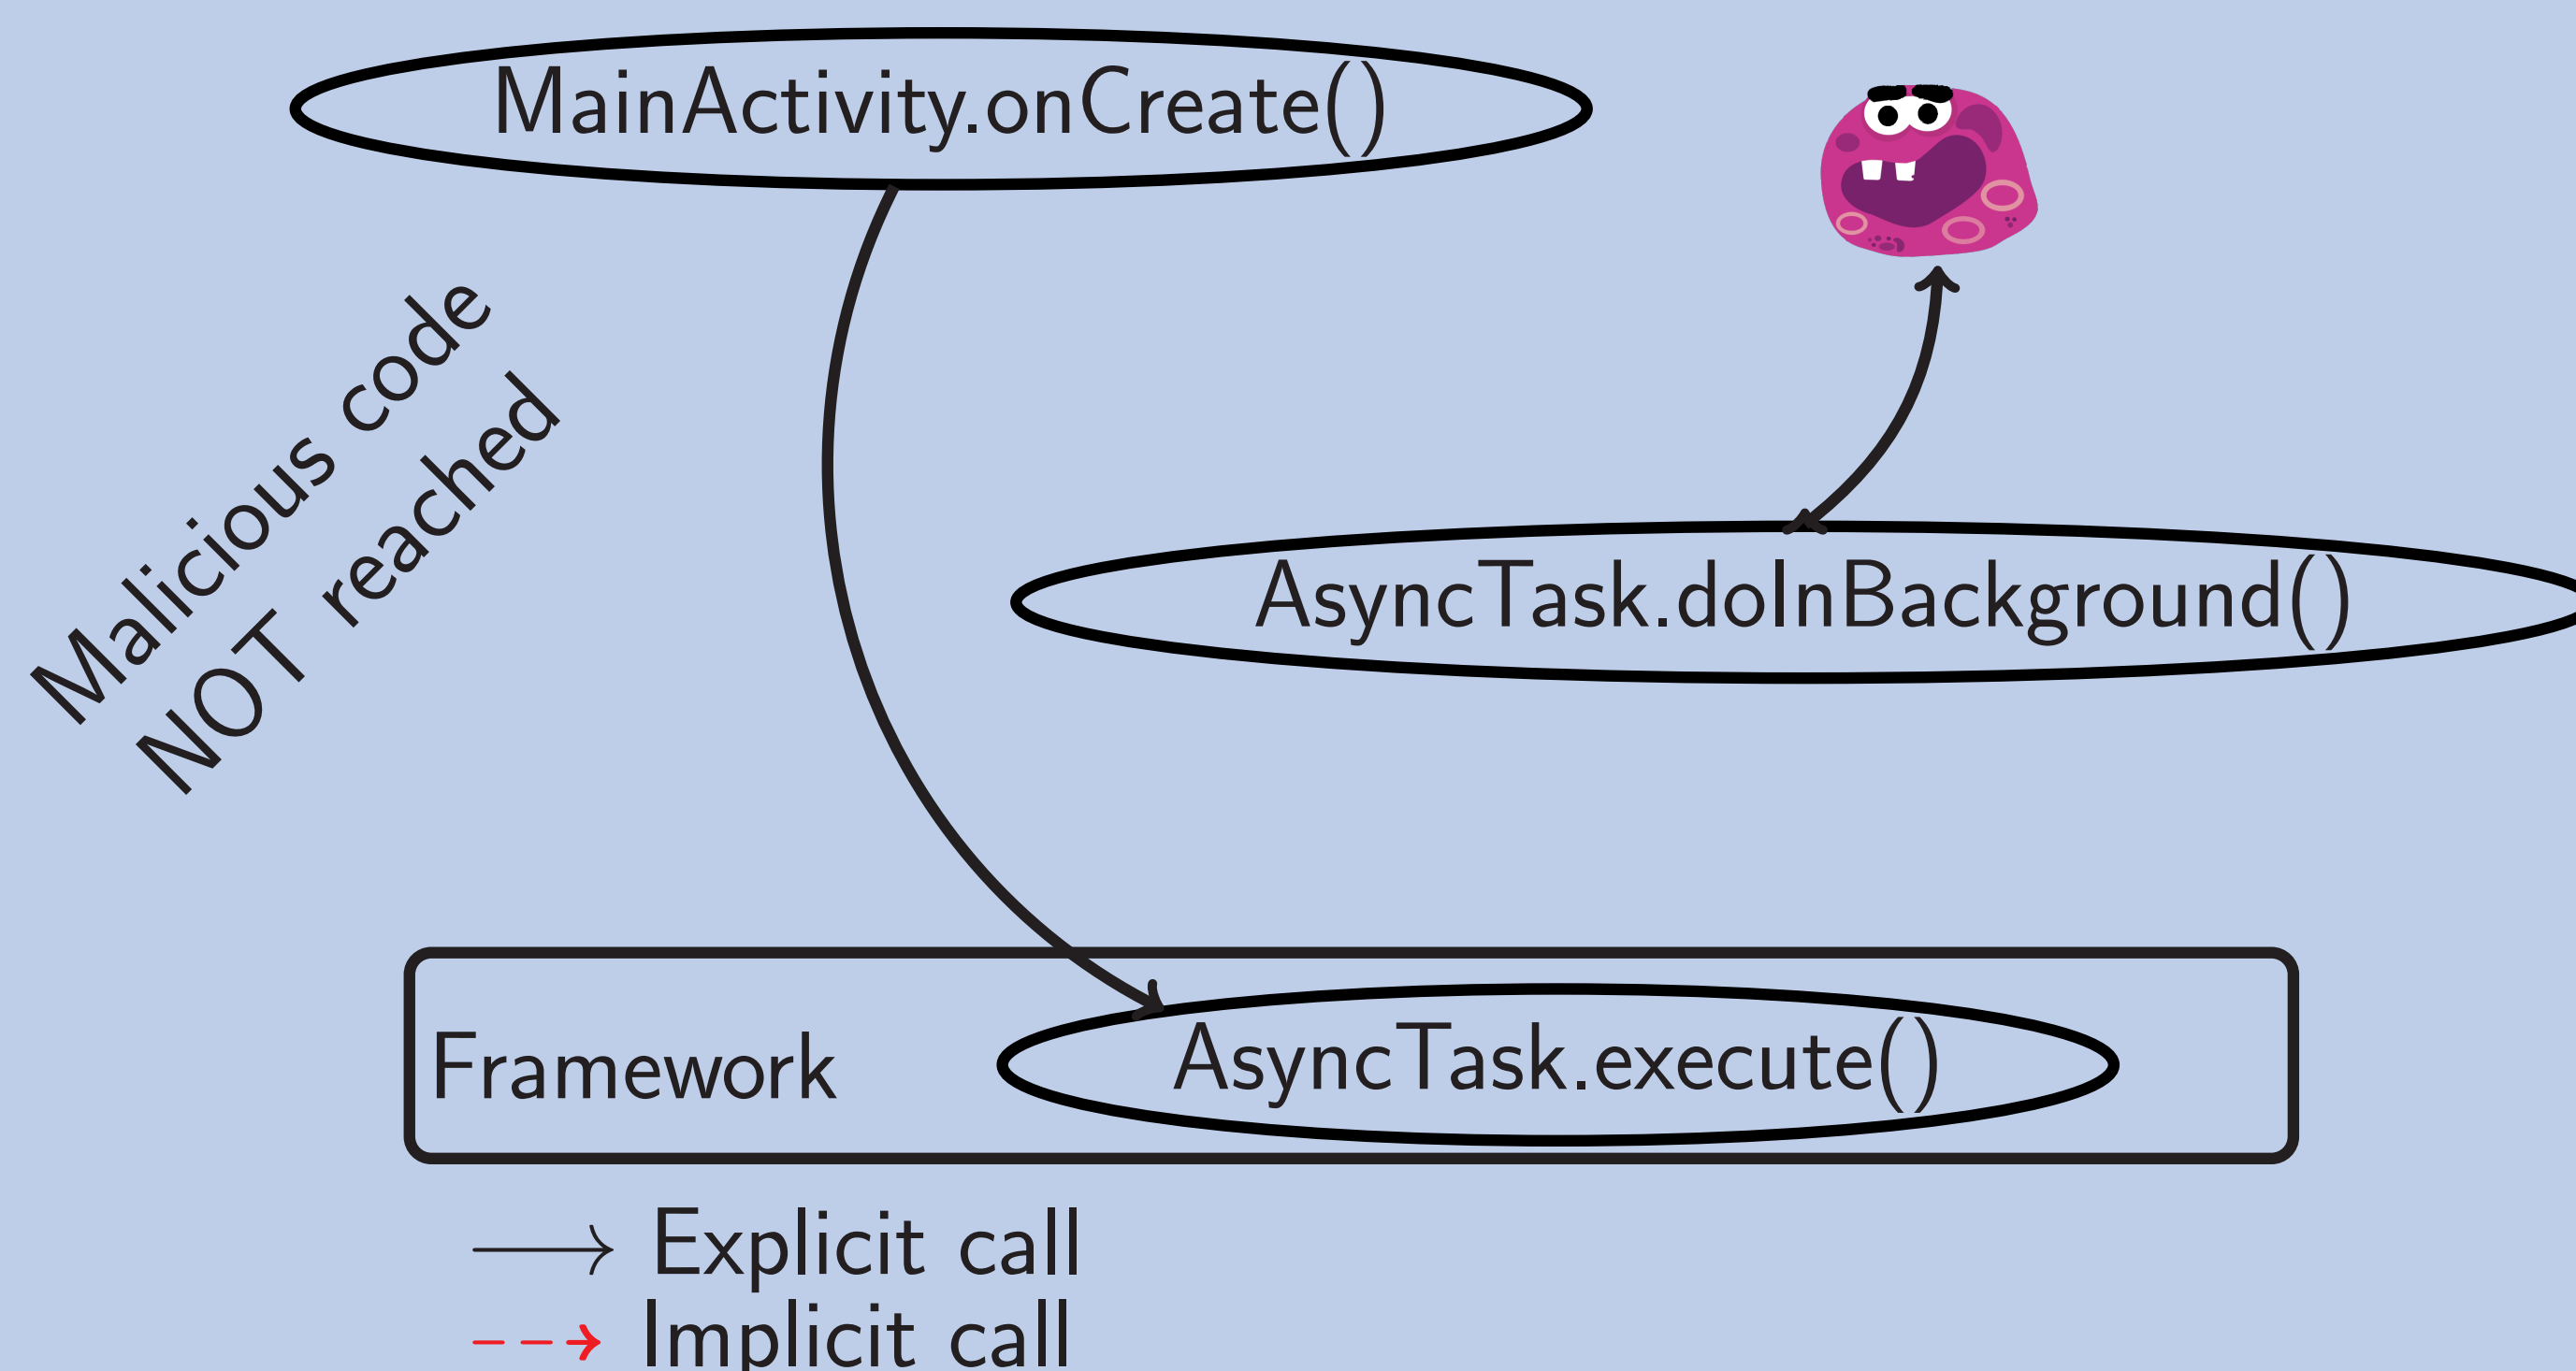 MainActivity.onCreate()
Malicious code
NOT reached
AsyncTask.doInBackground()
Framework
AsyncTask.execute()
Explicit call
Implicit call